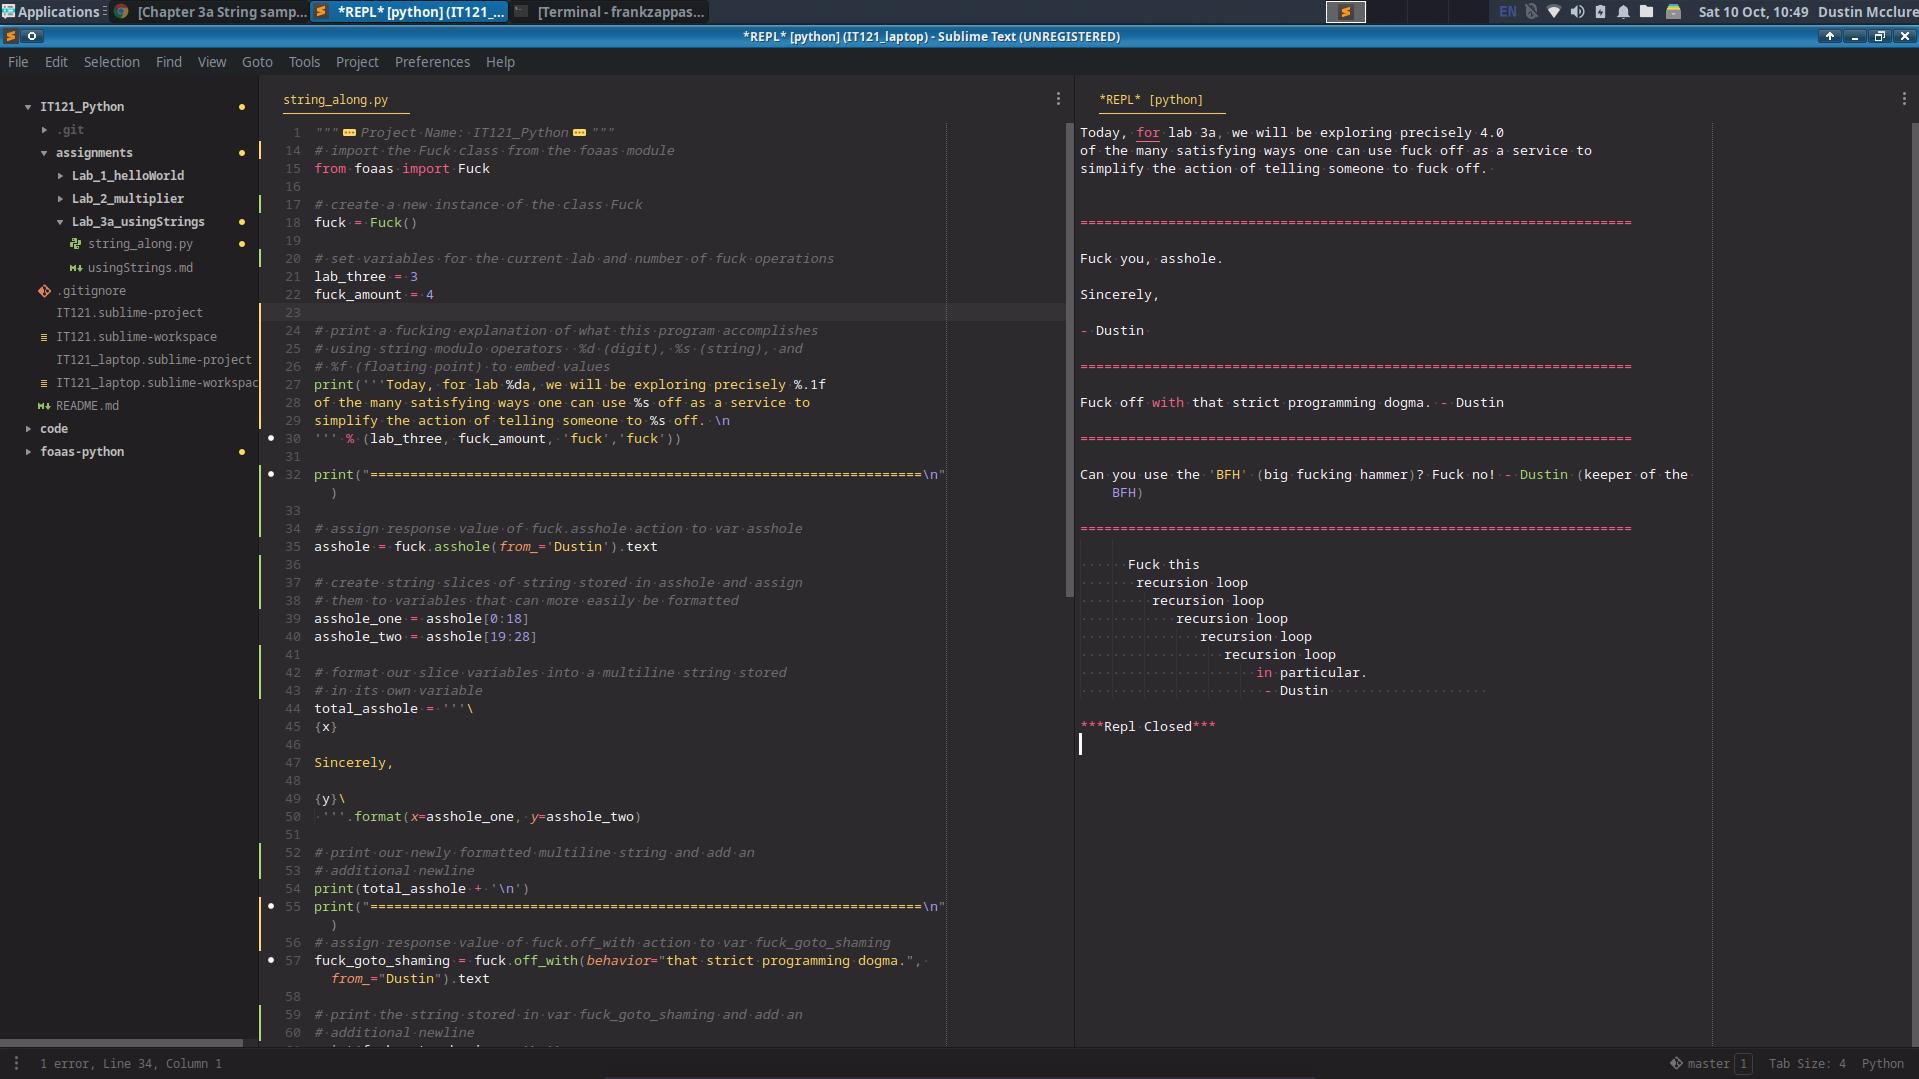 Applications
[Chapter 3a String samp...
*REPL* [python] (IT121_...
[Terminal - frankzappas...
EN
Sat 10 Oct, 10:49 Dustin Mcclure
*REPL* [python] (IT121_laptop) - Sublime Text (UNREGISTERED)
File Edit Selection Find View Goto Tools Project Preferences Help
IT121_Python
.git
assignments
Lab_1_helloWorld
Lab_2_multiplier
Lab_3a_usingStrings
string_along.py
usingStrings.md
.gitignore
IT121.sublime-project
IT121.sublime-workspace
IT121_laptop.sublime-project
IT121_laptop.sublime-workspac
README.md
code
foaas-python
string_along.py
1 """ Project Name: IT121_Python """
14 # import the Fuck class from the foaas module
15 from foaas import Fuck
16
17 # create a new instance of the class Fuck
18 fuck = Fuck()
19
20 # set variables for the current lab and number of fuck operations
21 lab_three = 3
22 fuck_amount = 4
23
24 # print a fucking explanation of what this program accomplishes
25 # using string modulo operators %d (digit), %s (string), and
26 # %f (floating point) to embed values
27 print('''Today, for lab %da, we will be exploring precisely %.1f
28 of the many satisfying ways one can use %s off as a service to
29 simplify the action of telling someone to %s off. \n
30 ''' % (lab_three, fuck_amount, 'fuck','fuck'))
31
32 print("=====================================================================\n"
)
33
34 # assign response value of fuck.asshole action to var asshole
35 asshole = fuck.asshole(from_='Dustin').text
36
37 # create string slices of string stored in asshole and assign
38 # them to variables that can more easily be formatted
39 asshole_one = asshole[0:18]
40 asshole_two = asshole[19:28]
41
42 # format our slice variables into a multiline string stored
43 # in its own variable
44 total_asshole = '''\
45 {x}
46
47 Sincerely,
48
49 {y}\
50 '''.format(x=asshole_one, y=asshole_two)
51
52 # print our newly formatted multiline string and add an
53 # additional newline
54 print(total_asshole + '\n')
55 print("=====================================================================\n"
)
56 # assign response value of fuck.off_with action to var fuck_goto_shaming
57 fuck_goto_shaming = fuck.off_with(behavior="that strict programming dogma.",
from_="Dustin").text
58
59 # print the string stored in var fuck_goto_shaming and add an
60 # additional newline
*REPL* [python]
Today, for lab 3a, we will be exploring precisely 4.0
of the many satisfying ways one can use fuck off as a service to
simplify the action of telling someone to fuck off.
=====================================================================
Fuck you, asshole.
Sincerely,
- Dustin
=====================================================================
Fuck off with that strict programming dogma. - Dustin
=====================================================================
Can you use the 'BFH' (big fucking hammer)? Fuck no! - Dustin (keeper of the
BFH)
=====================================================================
Fuck this
recursion loop
recursion loop
recursion loop
recursion loop
recursion loop
in particular.
- Dustin
***Repl Closed***
1 error, Line 34, Column 1
master 1 Tab Size: 4 Python